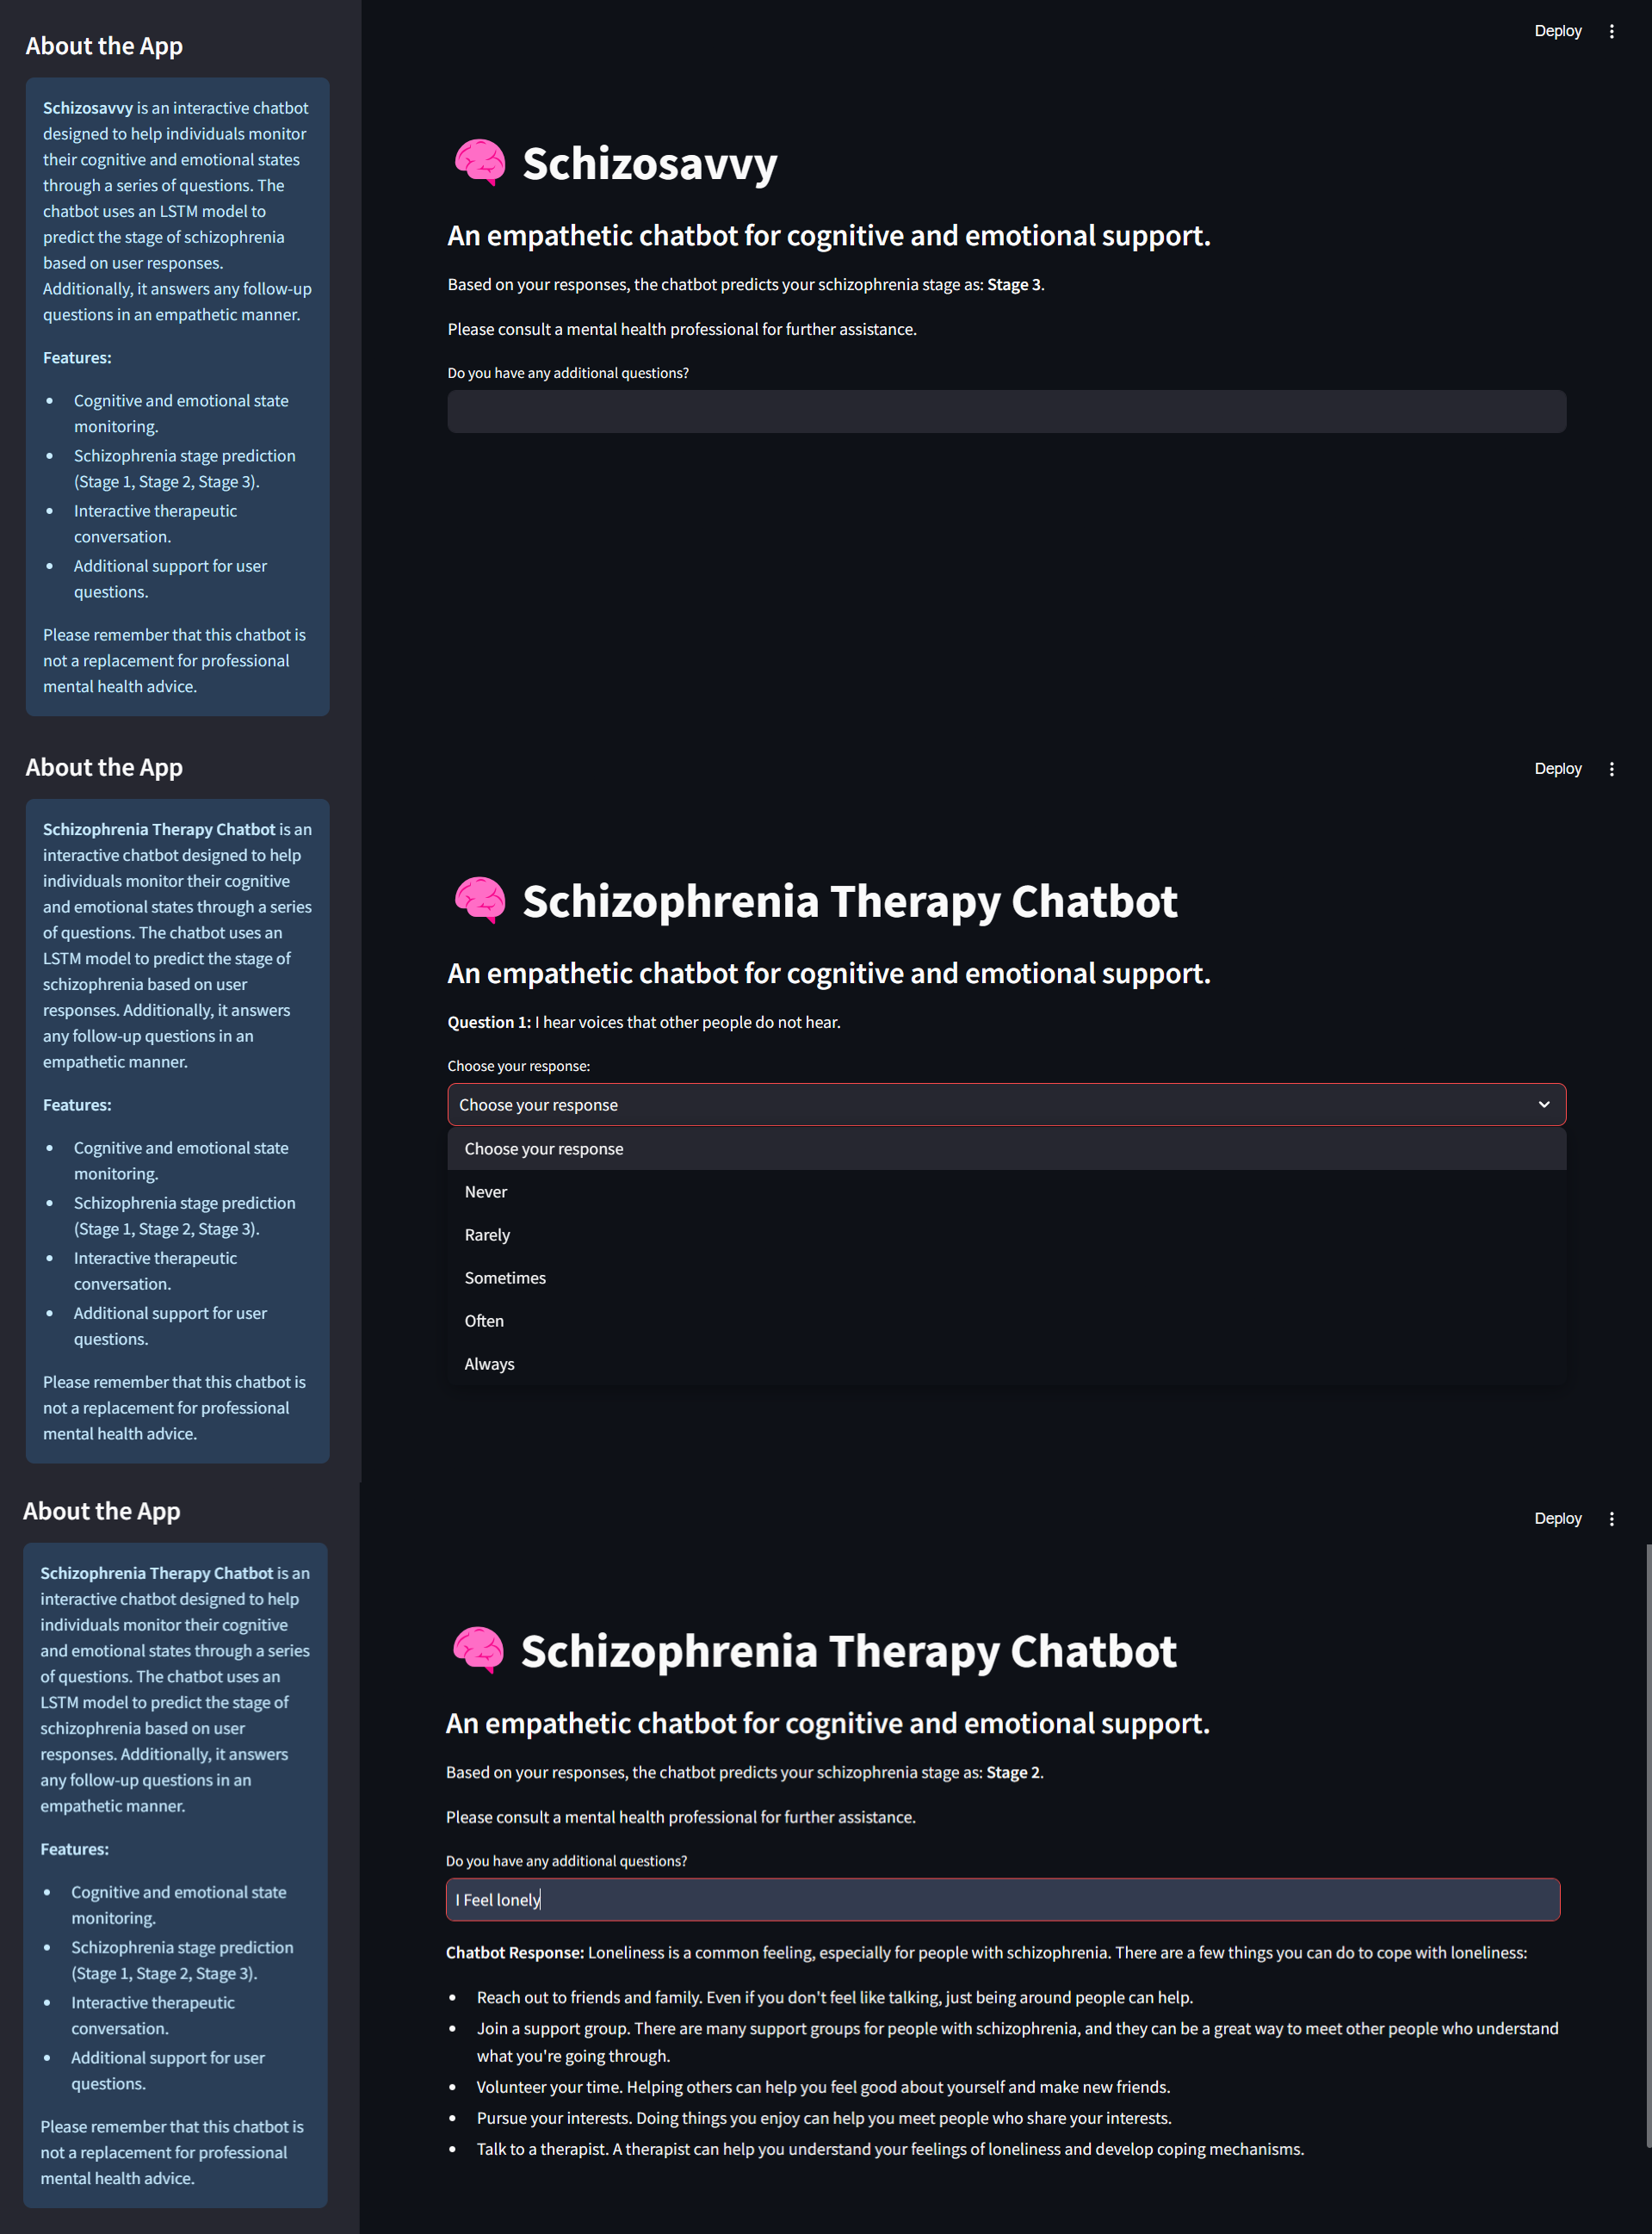 About the App
Schizosavvy is an interactive chatbot
designed to help individuals monitor
their cognitive and emotional states
through a series of questions. The
chatbot uses an LSTM model to
predict the stage of schizophrenia
based on user responses.
Additionally, it answers any follow-up
questions in an empathetic manner.
Features:
• Cognitive and emotional state
monitoring.
• Schizophrenia stage prediction
(Stage 1, Stage 2, Stage 3).
• Interactive therapeutic
conversation.
• Additional support for user
questions.
Please remember that this chatbot is
not a replacement for professional
mental health advice.
Deploy
Schizosavvy
An empathetic chatbot for cognitive and emotional support.
Based on your responses, the chatbot predicts your schizophrenia stage as: Stage 3.
Please consult a mental health professional for further assistance.
Do you have any additional questions?
About the App
Schizophrenia Therapy Chatbot is an
interactive chatbot designed to help
individuals monitor their cognitive
and emotional states through a series
of questions. The chatbot uses an
LSTM model to predict the stage of
schizophrenia based on user
responses. Additionally, it answers
any follow-up questions in an
empathetic manner.
Features:
• Cognitive and emotional state
monitoring.
• Schizophrenia stage prediction
(Stage 1, Stage 2, Stage 3).
• Interactive therapeutic
conversation.
• Additional support for user
questions.
Please remember that this chatbot is
not a replacement for professional
mental health advice.
Deploy
Schizophrenia Therapy Chatbot
An empathetic chatbot for cognitive and emotional support.
Question 1: I hear voices that other people do not hear.
Choose your response:
Choose your response
Choose your response
Never
Rarely
Sometimes
Often
Always
About the App
Schizophrenia Therapy Chatbot is an
interactive chatbot designed to help
individuals monitor their cognitive
and emotional states through a series
of questions. The chatbot uses an
LSTM model to predict the stage of
schizophrenia based on user
responses. Additionally, it answers
any follow-up questions in an
empathetic manner.
Features:
• Cognitive and emotional state
monitoring.
• Schizophrenia stage prediction
(Stage 1, Stage 2, Stage 3).
• Interactive therapeutic
conversation.
• Additional support for user
questions.
Please remember that this chatbot is
not a replacement for professional
mental health advice.
Deploy
Schizophrenia Therapy Chatbot
An empathetic chatbot for cognitive and emotional support.
Based on your responses, the chatbot predicts your schizophrenia stage as: Stage 2.
Please consult a mental health professional for further assistance.
Do you have any additional questions?
I Feel lonely
Chatbot Response: Loneliness is a common feeling, especially for people with schizophrenia. There are a few things you can do to cope with loneliness:
• Reach out to friends and family. Even if you don't feel like talking, just being around people can help.
• Join a support group. There are many support groups for people with schizophrenia, and they can be a great way to meet other people who understand
what you're going through.
• Volunteer your time. Helping others can help you feel good about yourself and make new friends.
• Pursue your interests. Doing things you enjoy can help you meet people who share your interests.
• Talk to a therapist. A therapist can help you understand your feelings of loneliness and develop coping mechanisms.